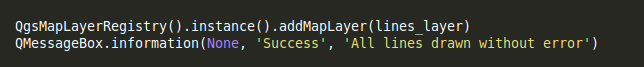 QgsMapLayerRegistry().instance().addMapLayer(lines_layer)
QMessageBox.information(None, 'Success', 'All lines drawn without error')